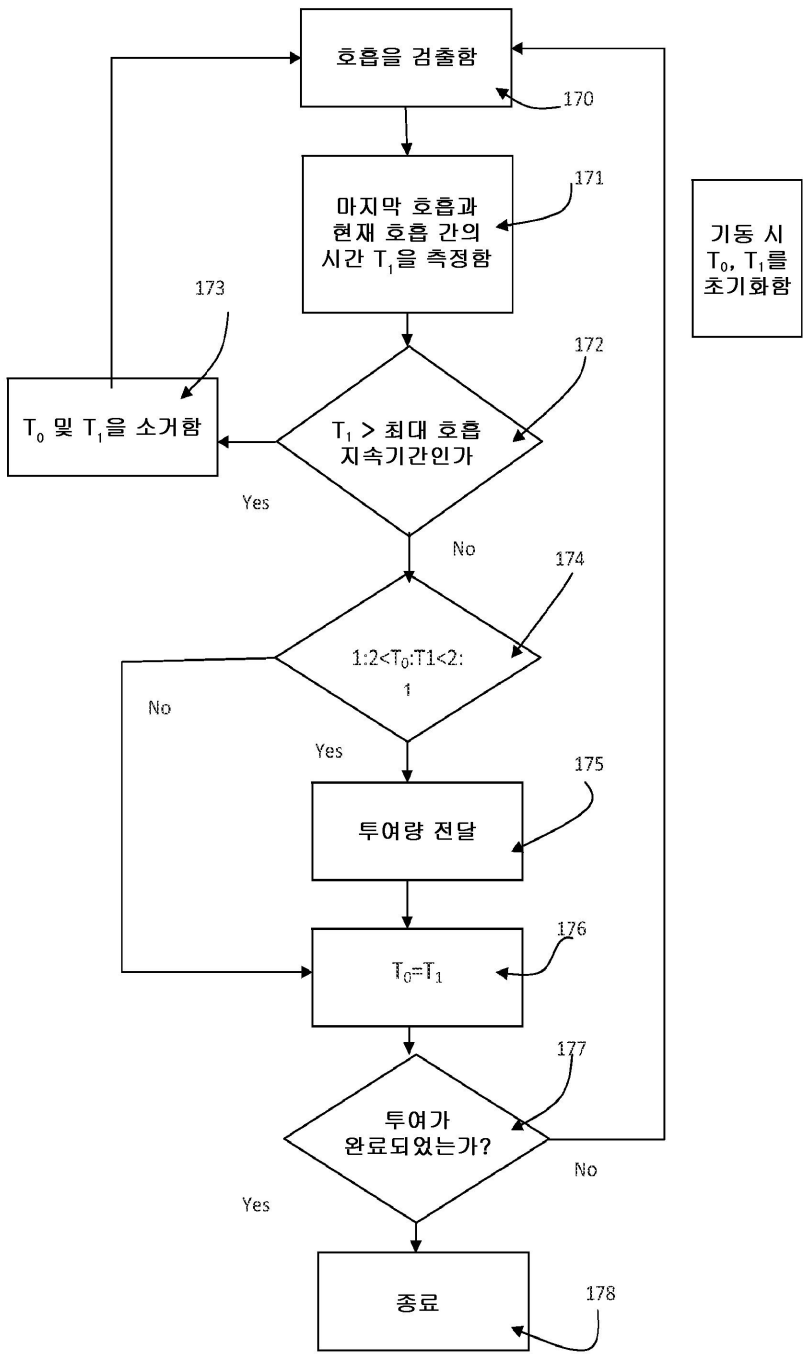 호흡을 검출함
170
마지막 호흡과
현재 호흡 간의
시간 T₁을 측정함
171
기동 시
T₀, T₁를
초기화함
173
172
T₀ 및 T₁을 소거함
T₁ > 최대 호흡
지속기간인가
Yes
No
174
1:2<T₀:T1<2:
1
No
Yes
175
투여량 전달
176
T₀=T₁
177
투여가
완료되었는가?
No
Yes
종료
178